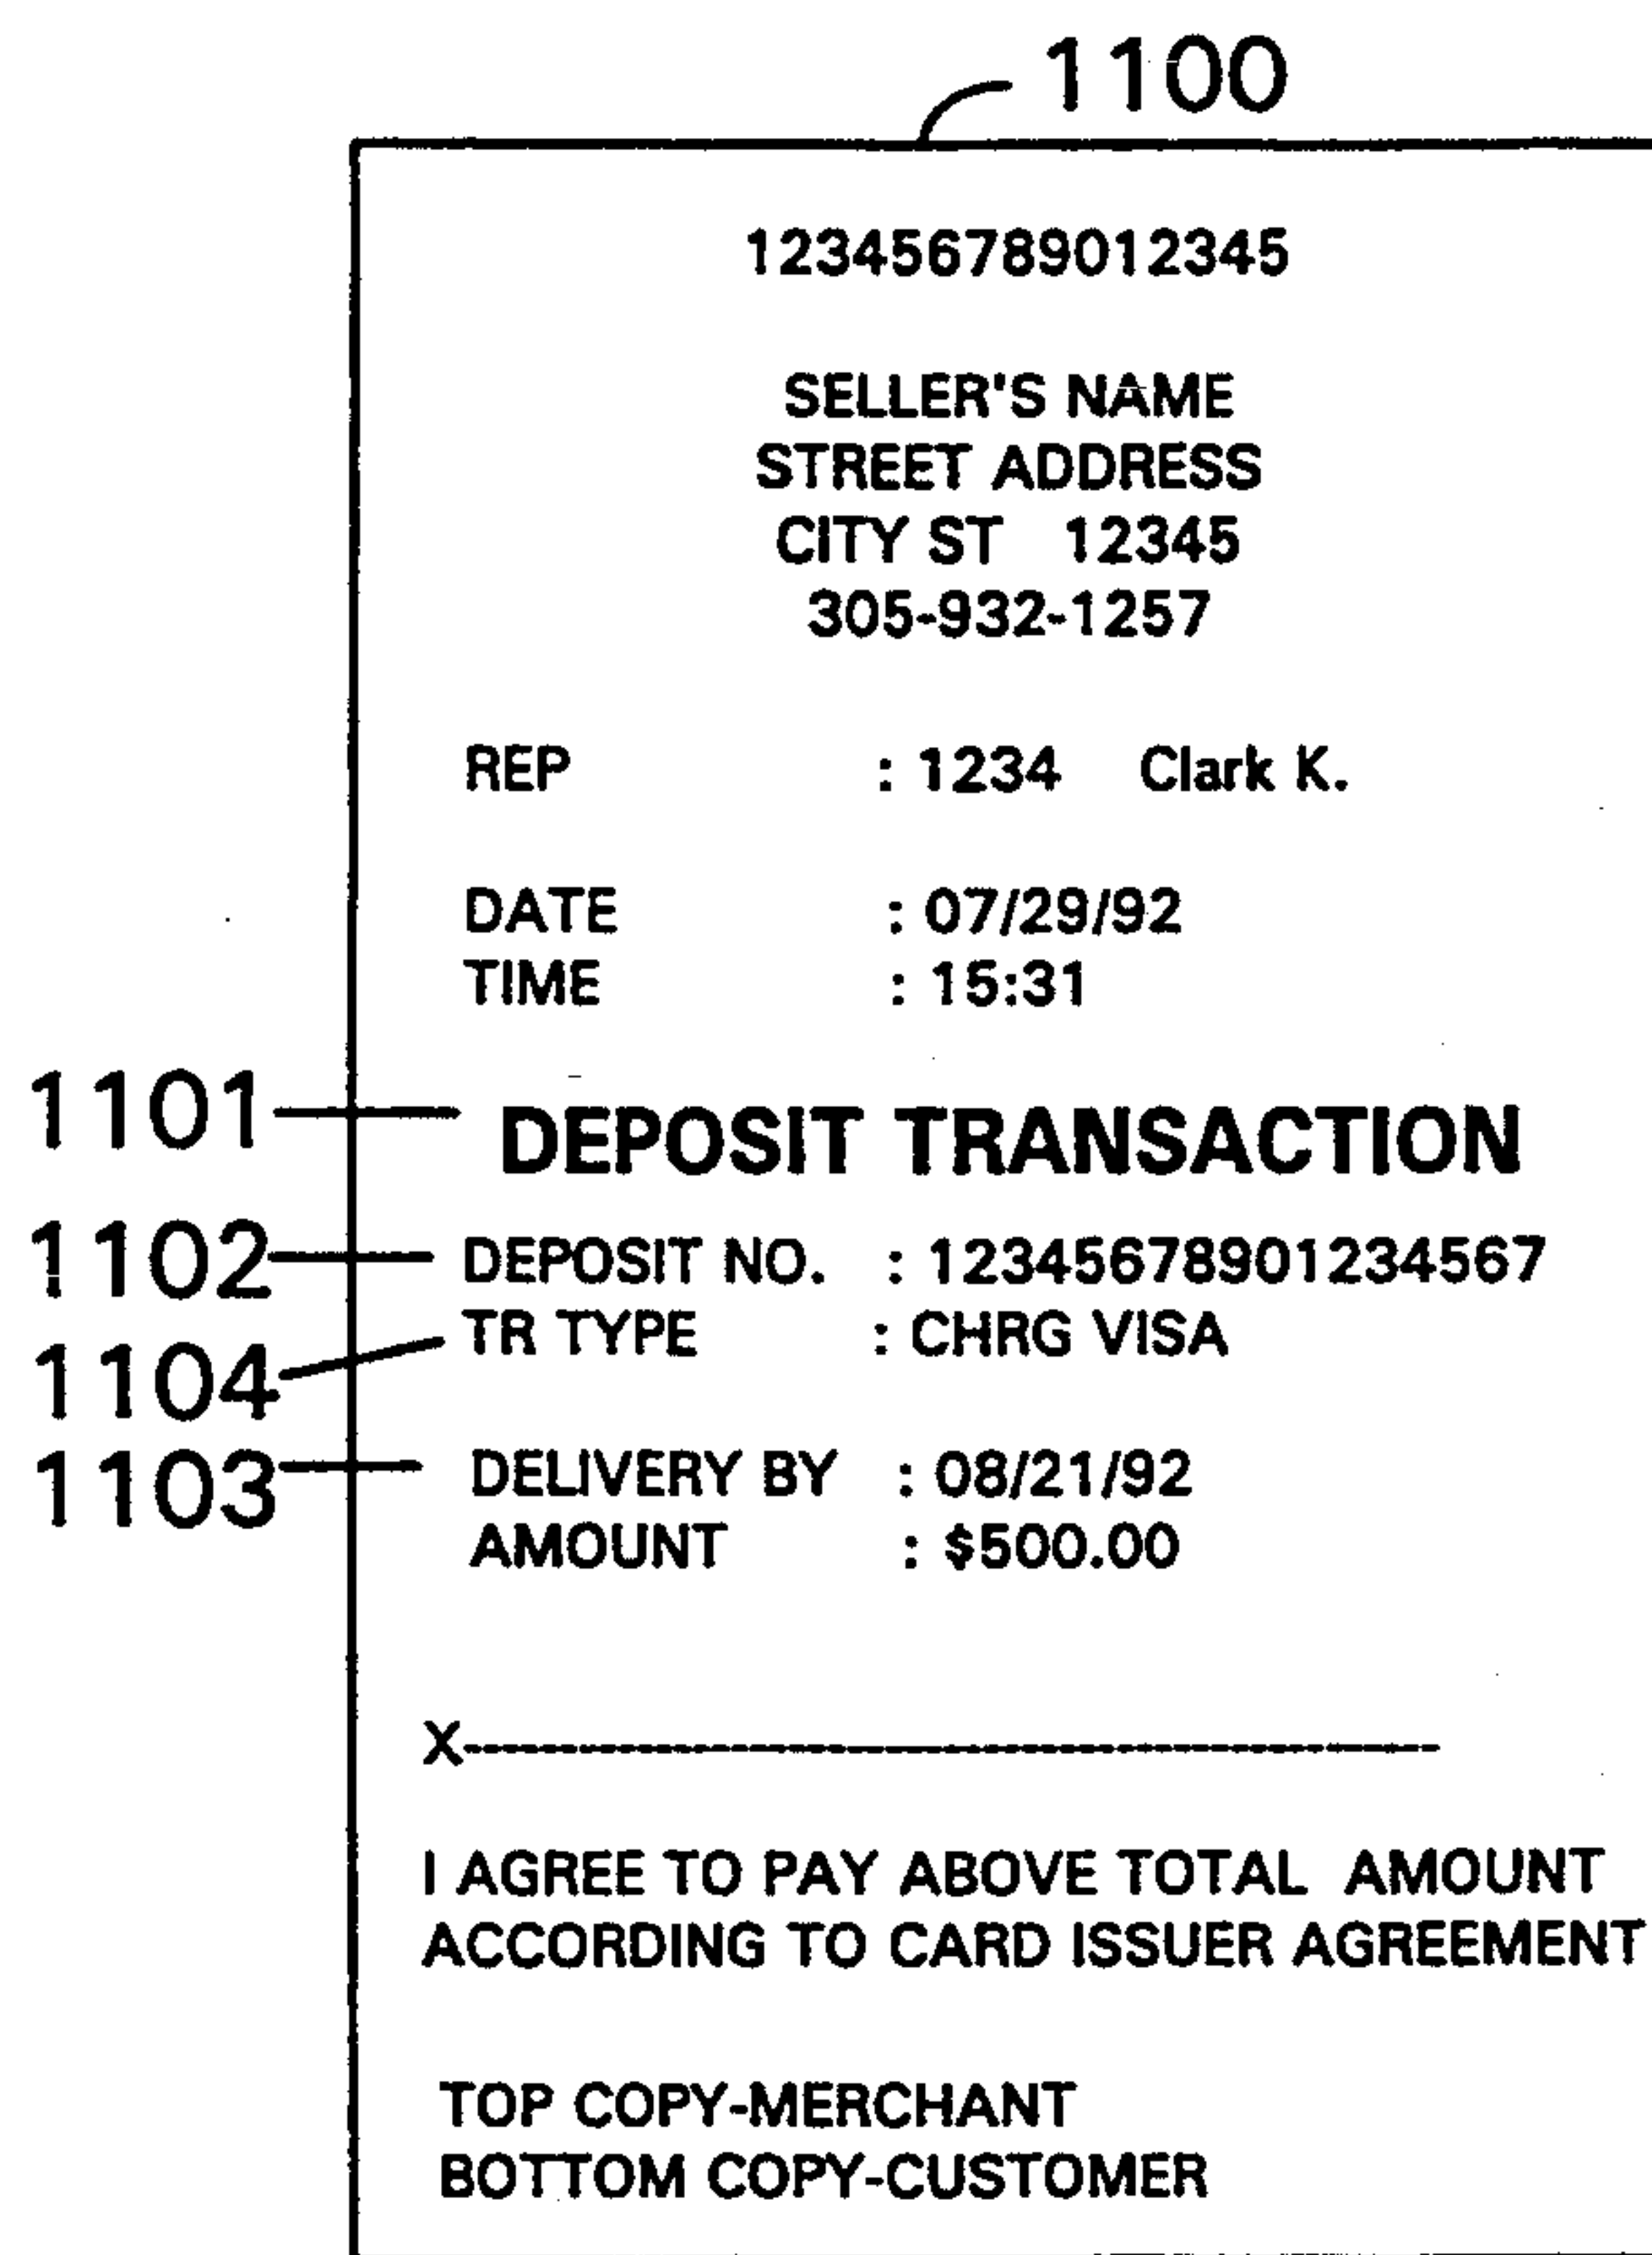 1100
123456789012345
SELLER'S NAME
STREET ADDRESS
CITY ST 12345
305-932-1257
REP : 1234 Clark K.
DATE : 07/29/92
TIME : 15:31
1101 DEPOSIT TRANSACTION
1102 DEPOSIT NO. : 12345678901234567
1104 TR TYPE : CHRG VISA
1103 DELIVERY BY : 08/21/92
AMOUNT : $500.00
X--------------------------------------------
I AGREE TO PAY ABOVE TOTAL AMOUNT
ACCORDING TO CARD ISSUER AGREEMENT
TOP COPY-MERCHANT
BOTTOM COPY-CUSTOMER